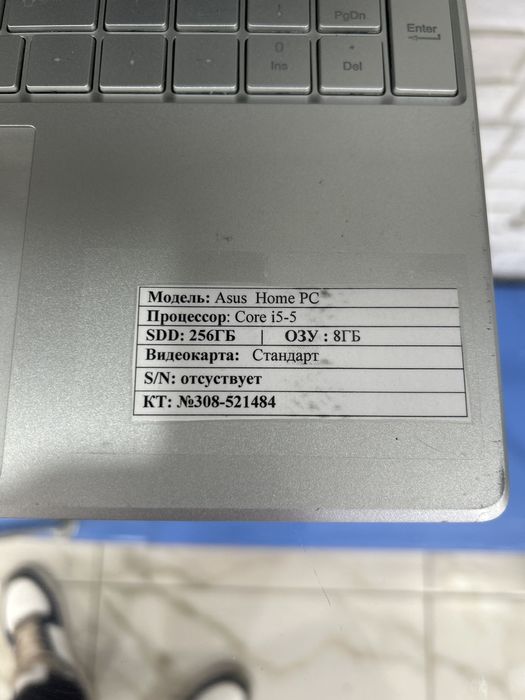 PgDn
Enter
0
Ins
.
Del
Модель: Asus Home PC
Процессор: Core i5-5
SDD: 256ГБ | ОЗУ : 8ГБ
Видеокарта: Стандарт
S/N: отсуствует
КТ: №308-521484